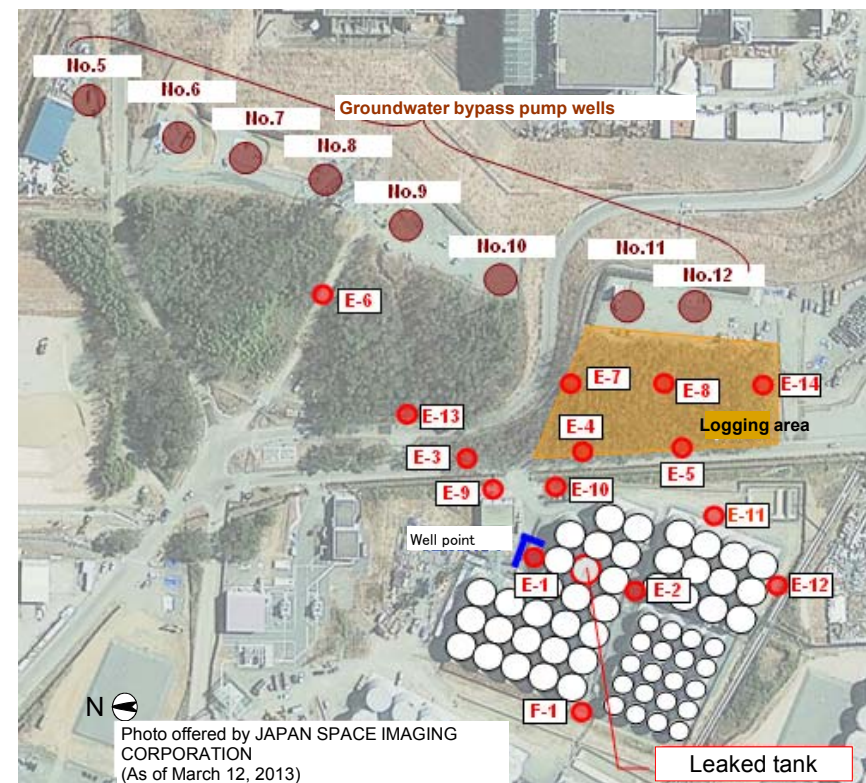 No.5
No.6
No.7
Groundwater bypass pump wells
No.8
No.9
No.10
No.11
No.12
E-6
E-7
E-8
E-14
E-13
Logging area
E-4
E-3
E-5
E-9
E-10
E-11
Well point
E-1
E-2
E-12
F-1
N
Photo offered by JAPAN SPACE IMAGING
CORPORATION
(As of March 12, 2013)
Leaked tank